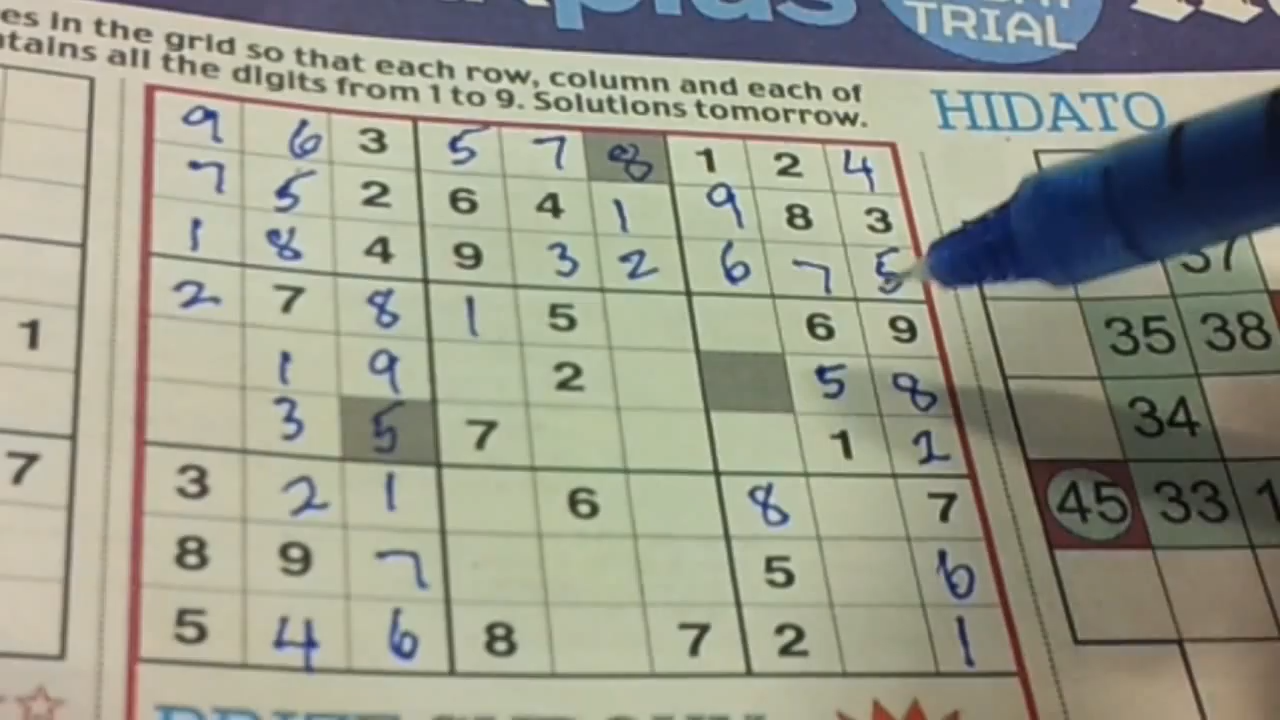 plus
TRIAL
es in the grid so that each row, column and each of
ntains all the digits from 1 to 9. Solutions tomorrow.
HIDATO
9 6 3 5 7 8 1 2 4
7 5 2 6 4 1 9 8 3
1 8 4 9 3 2 6 7 5
2 7 8 1 5 6 9
1 9 2 5 8
3 5 7 1 2
3 2 1 6 8 7
8 9 7 5 6
5 4 6 8 7 2 1
1
7
37
35 38
34
45 33 1